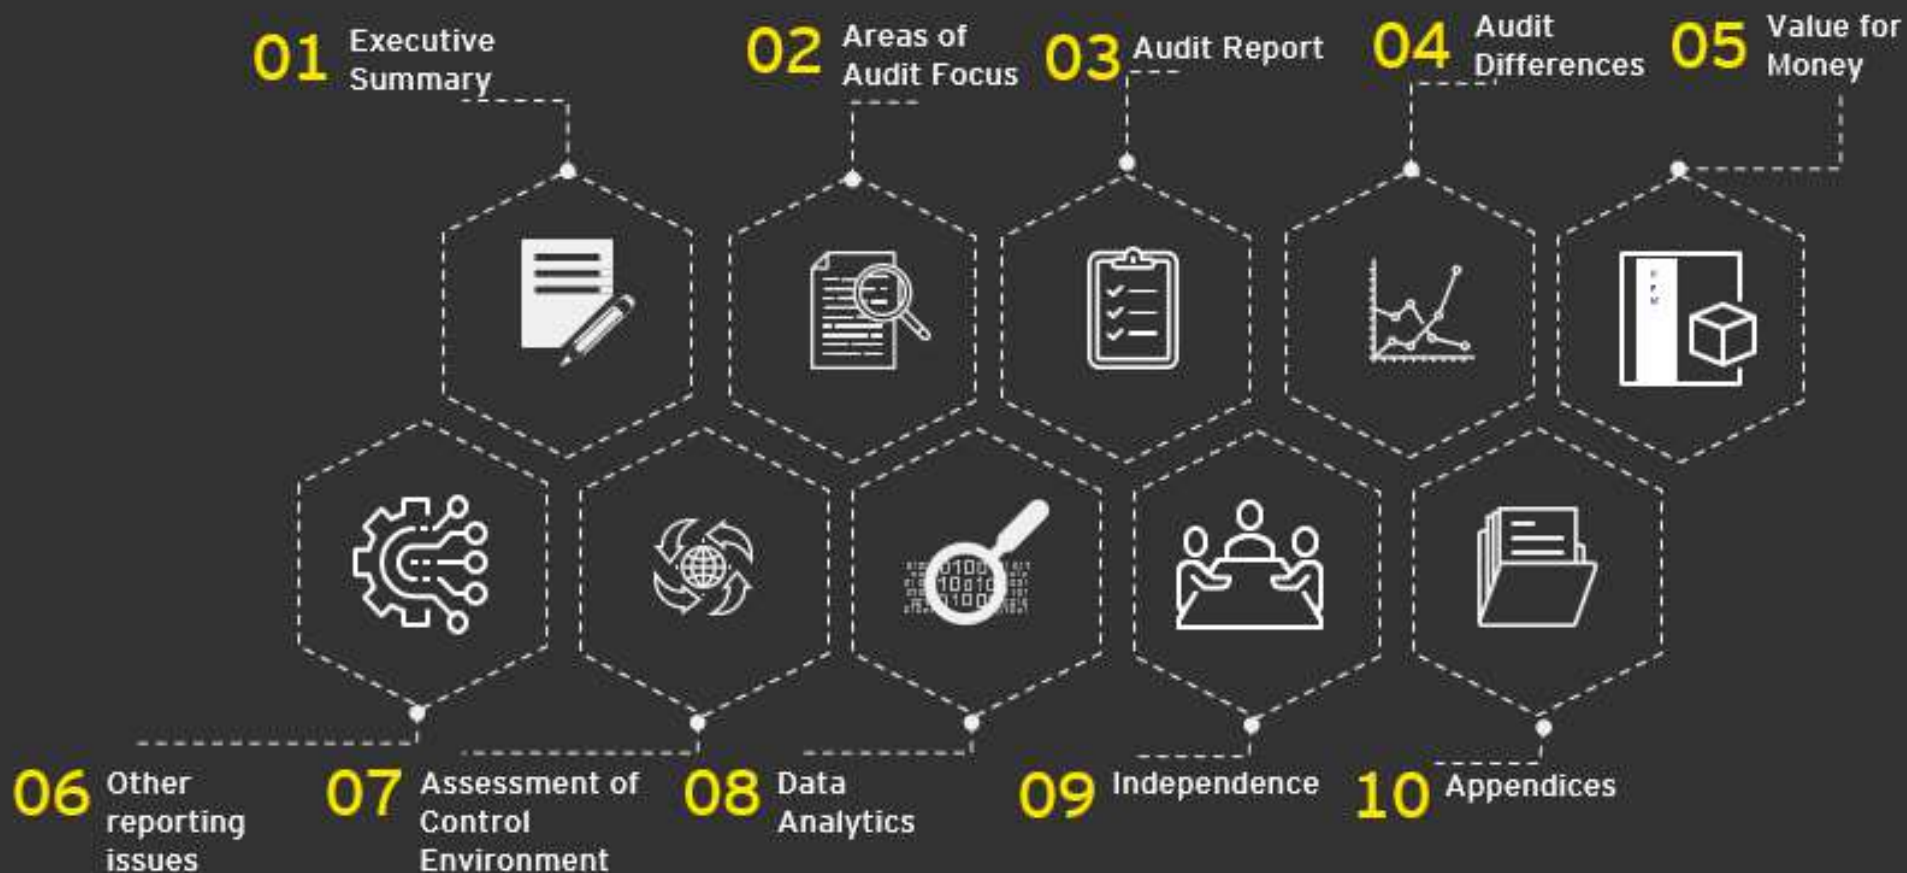 01 Executive
Summary
02 Areas of
Audit Focus
03 Audit Report
04 Audit
Differences
05 Value for
Money
06 Other
reporting
issues
07 Assessment of
Control
Environment
08 Data
Analytics
09 Independence
10 Appendices